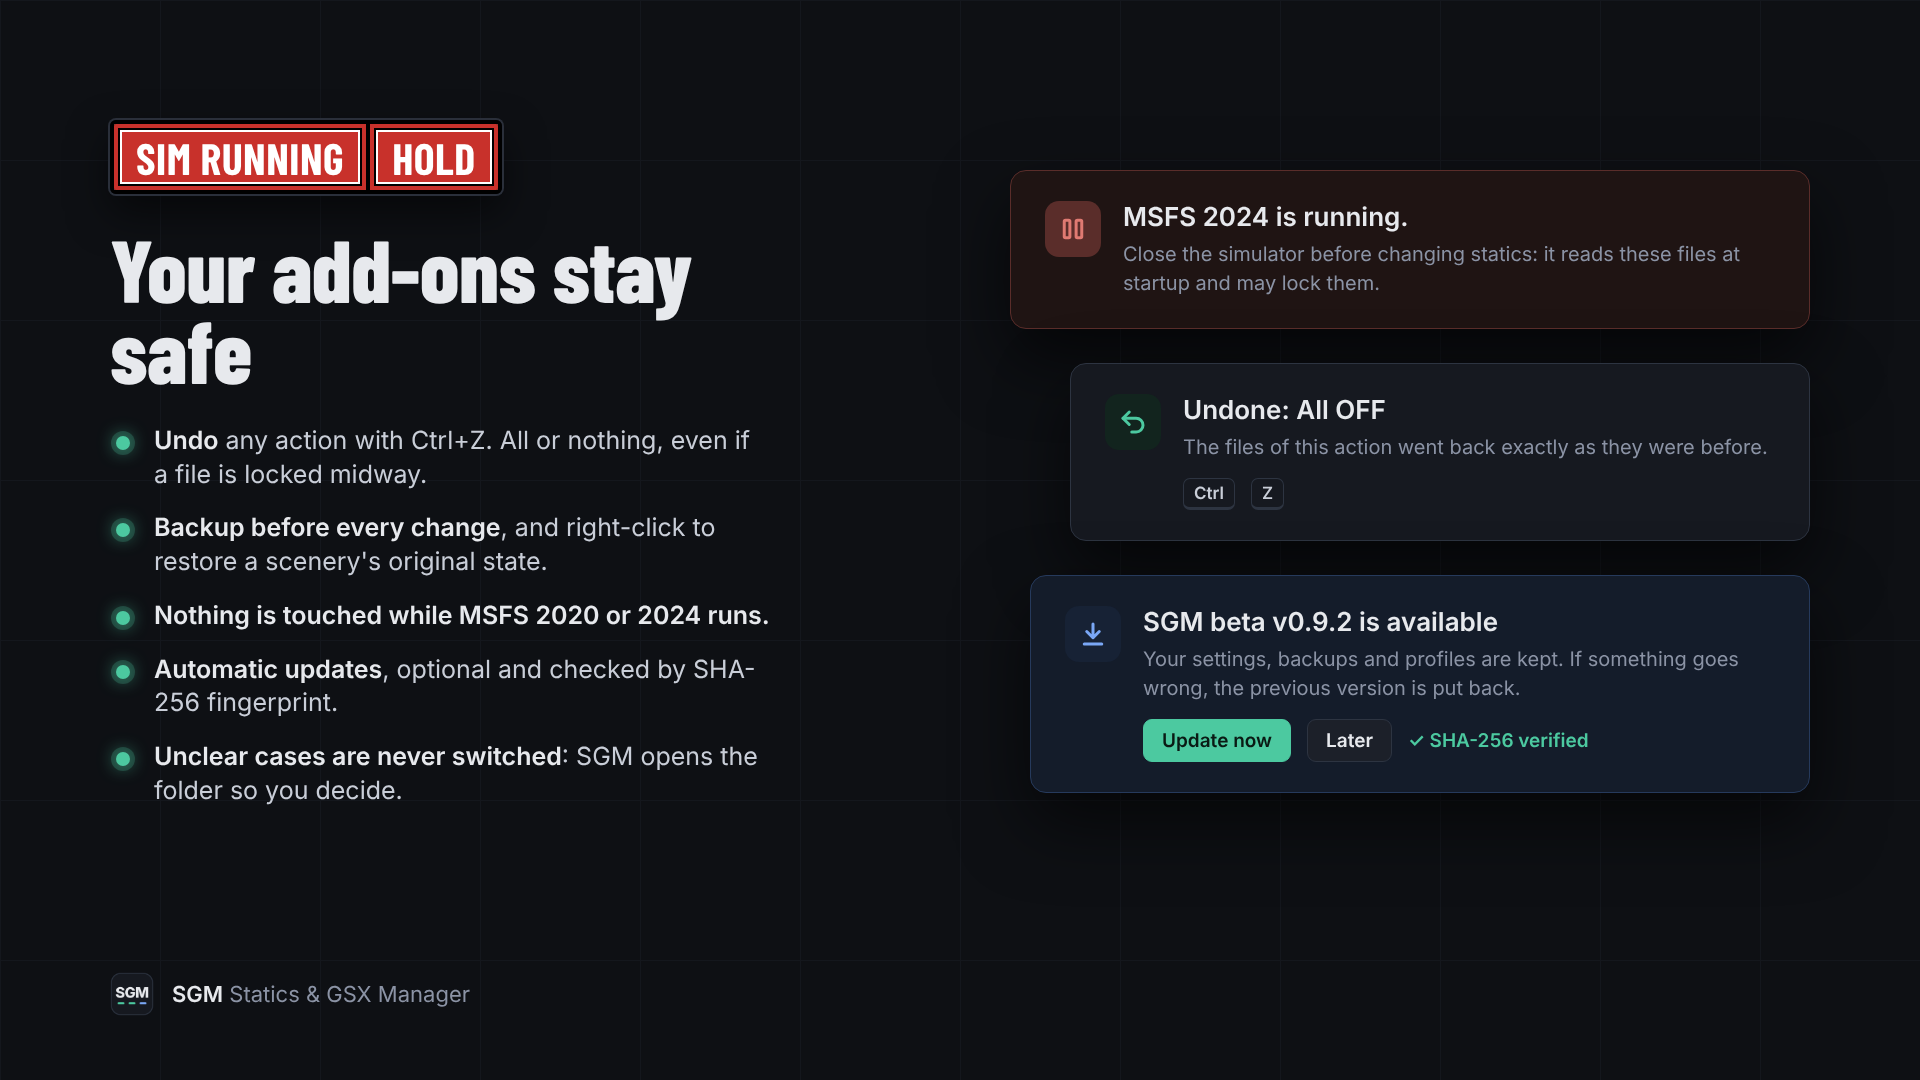 SIM RUNNING HOLD
Your add-ons stay
safe
Undo any action with Ctrl+Z. All or nothing, even if
a file is locked midway.
Backup before every change, and right-click to
restore a scenery's original state.
Nothing is touched while MSFS 2020 or 2024 runs.
Automatic updates, optional and checked by SHA-
256 fingerprint.
Unclear cases are never switched: SGM opens the
folder so you decide.
SGM
SGM Statics & GSX Manager
MSFS 2024 is running.
Close the simulator before changing statics: it reads these files at
startup and may lock them.
Undone: All OFF
The files of this action went back exactly as they were before.
Ctrl Z
SGM beta v0.9.2 is available
Your settings, backups and profiles are kept. If something goes
wrong, the previous version is put back.
Update now Later ✓ SHA-256 verified